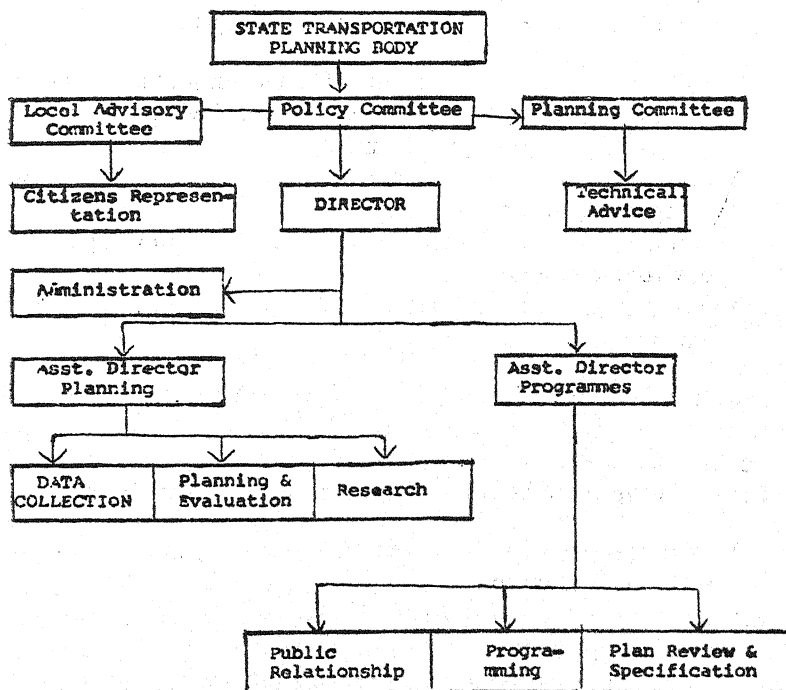 STATE TRANSPORTATION
PLANNING BODY
Local Advisory
Committee
Policy Committee
Planning Committee
Citizens Represen-
tation
DIRECTOR
Technical
Advice
Administration
Asst. Director
Planning
Asst. Director
Programmes
DATA
COLLECTION
Planning &
Evaluation
Research
Public
Relationship
Progra-
mming
Plan Review &
Specification